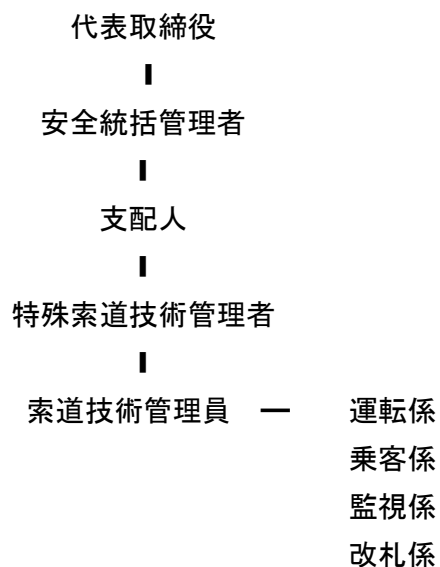 代表取締役
安全統括管理者
支配人
特殊索道技術管理者
索道技術管理員 ー 運転係
乗客係
監視係
改札係